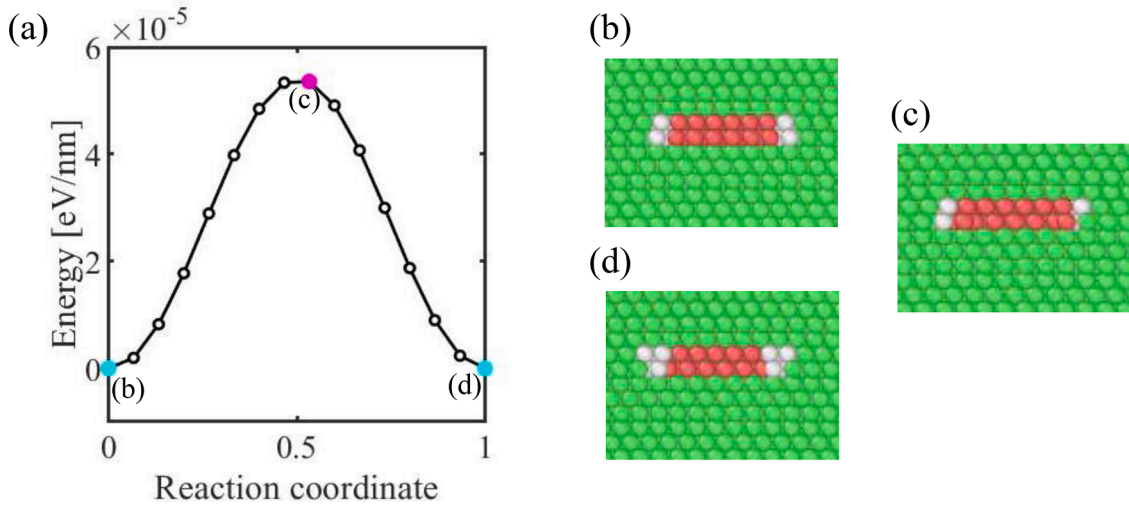 (a)
×10⁻⁵
6
4
2
0
Energy [eV/nm]
(b)
(c)
(d)
0
0.5
1
Reaction coordinate
(b)
(c)
(d)